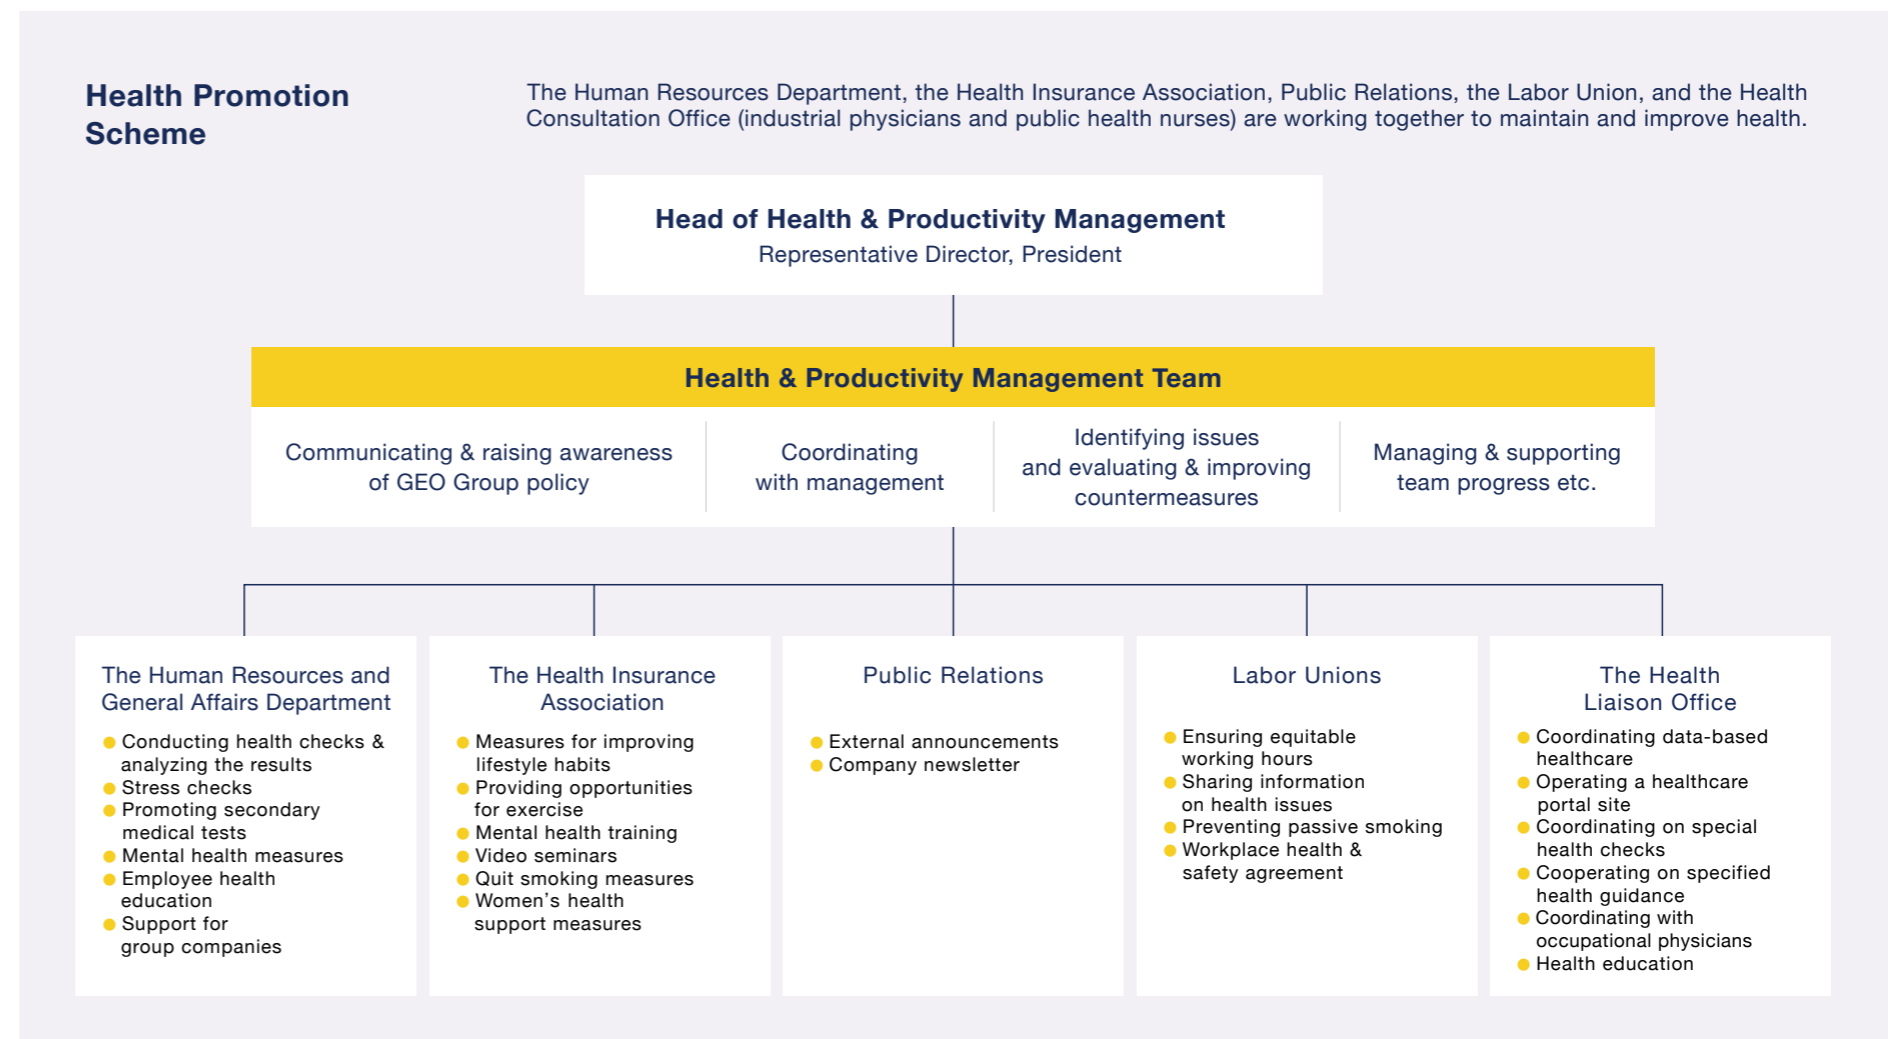 Health Promotion
Scheme
The Human Resources Department, the Health Insurance Association, Public Relations, the Labor Union, and the Health
Consultation Office (industrial physicians and public health nurses) are working together to maintain and improve health.
Head of Health & Productivity Management
Representative Director, President
Health & Productivity Management Team
Communicating & raising awareness
of GEO Group policy
Coordinating
with management
Identifying issues
and evaluating & improving
countermeasures
Managing & supporting
team progress etc.
The Human Resources and
General Affairs Department
● Conducting health checks &
analyzing the results
● Stress checks
● Promoting secondary
medical tests
● Mental health measures
● Employee health
education
● Support for
group companies
The Health Insurance
Association
● Measures for improving
lifestyle habits
● Providing opportunities
for exercise
● Mental health training
● Video seminars
● Quit smoking measures
● Women's health
support measures
Public Relations
● External announcements
● Company newsletter
Labor Unions
● Ensuring equitable
working hours
● Sharing information
on health issues
● Preventing passive smoking
● Workplace health &
safety agreement
The Health
Liaison Office
● Coordinating data-based
healthcare
● Operating a healthcare
portal site
● Coordinating on special
health checks
● Cooperating on specified
health guidance
● Coordinating with
occupational physicians
● Health education